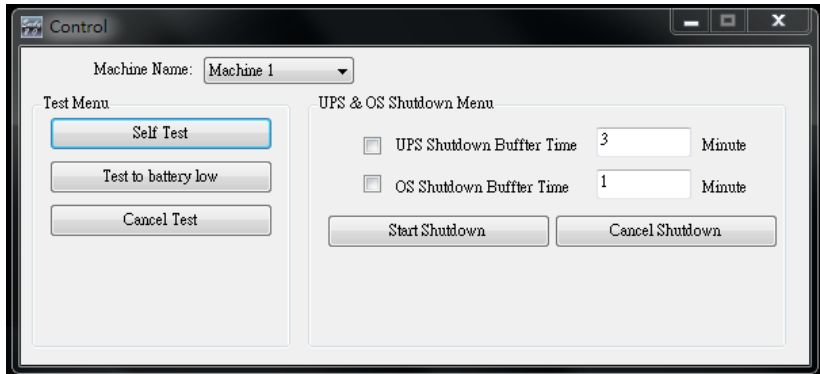 Control
Machine Name: Machine 1
Test Menu
Self Test
Test to battery low
Cancel Test
UPS & OS Shutdown Menu
UPS Shutdown Buffter Time 3 Minute
OS Shutdown Buffter Time 1 Minute
Start Shutdown Cancel Shutdown